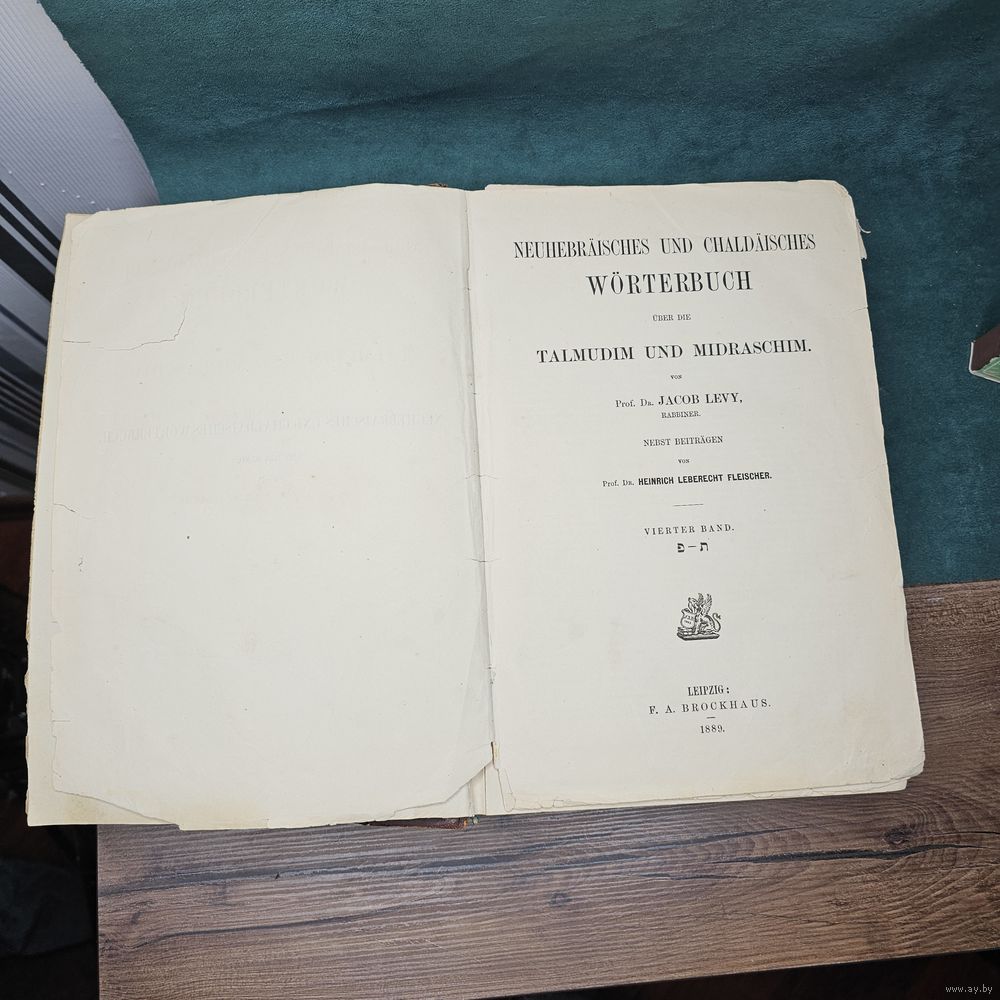 NEUHEBRÄISCHES UND CHALDÄISCHES
WÖRTERBUCH
ÜBER DIE
TALMUDIM UND MIDRASCHIM.
VON
PROF. DR. JACOB LEVY,
RABBINER.
NEBST BEITRÄGEN
VON
PROF. DR. HEINRICH LEBERECHT FLEISCHER.
VIERTER BAND.
פ–ת
LEIPZIG:
F. A. BROCKHAUS.
1889.
www.ay.by